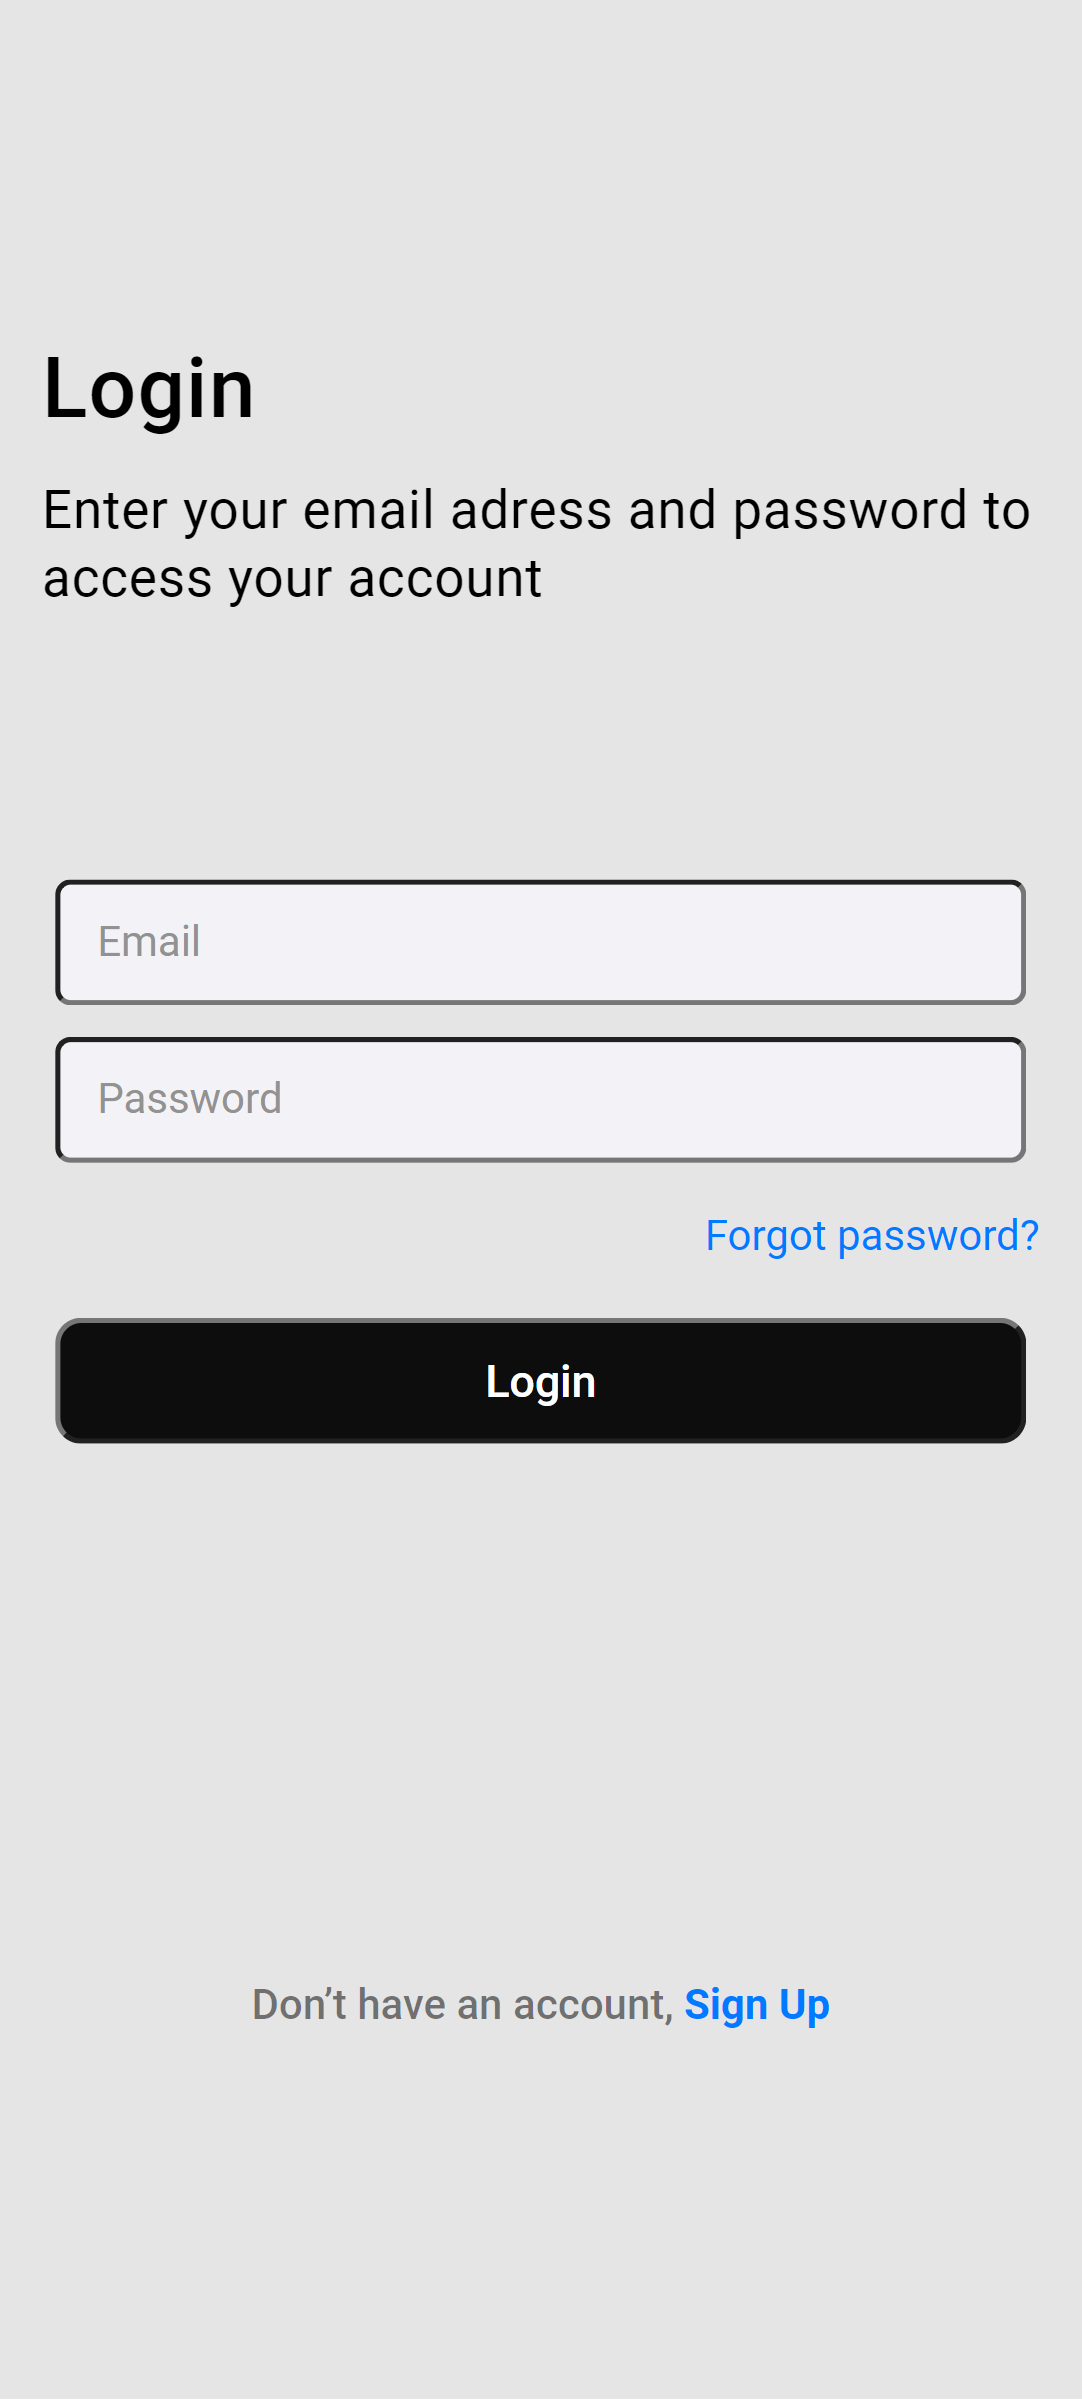 Login
Enter your email adress and password to
access your account
Email
Password
Forgot password?
Login
Don’t have an account, Sign Up